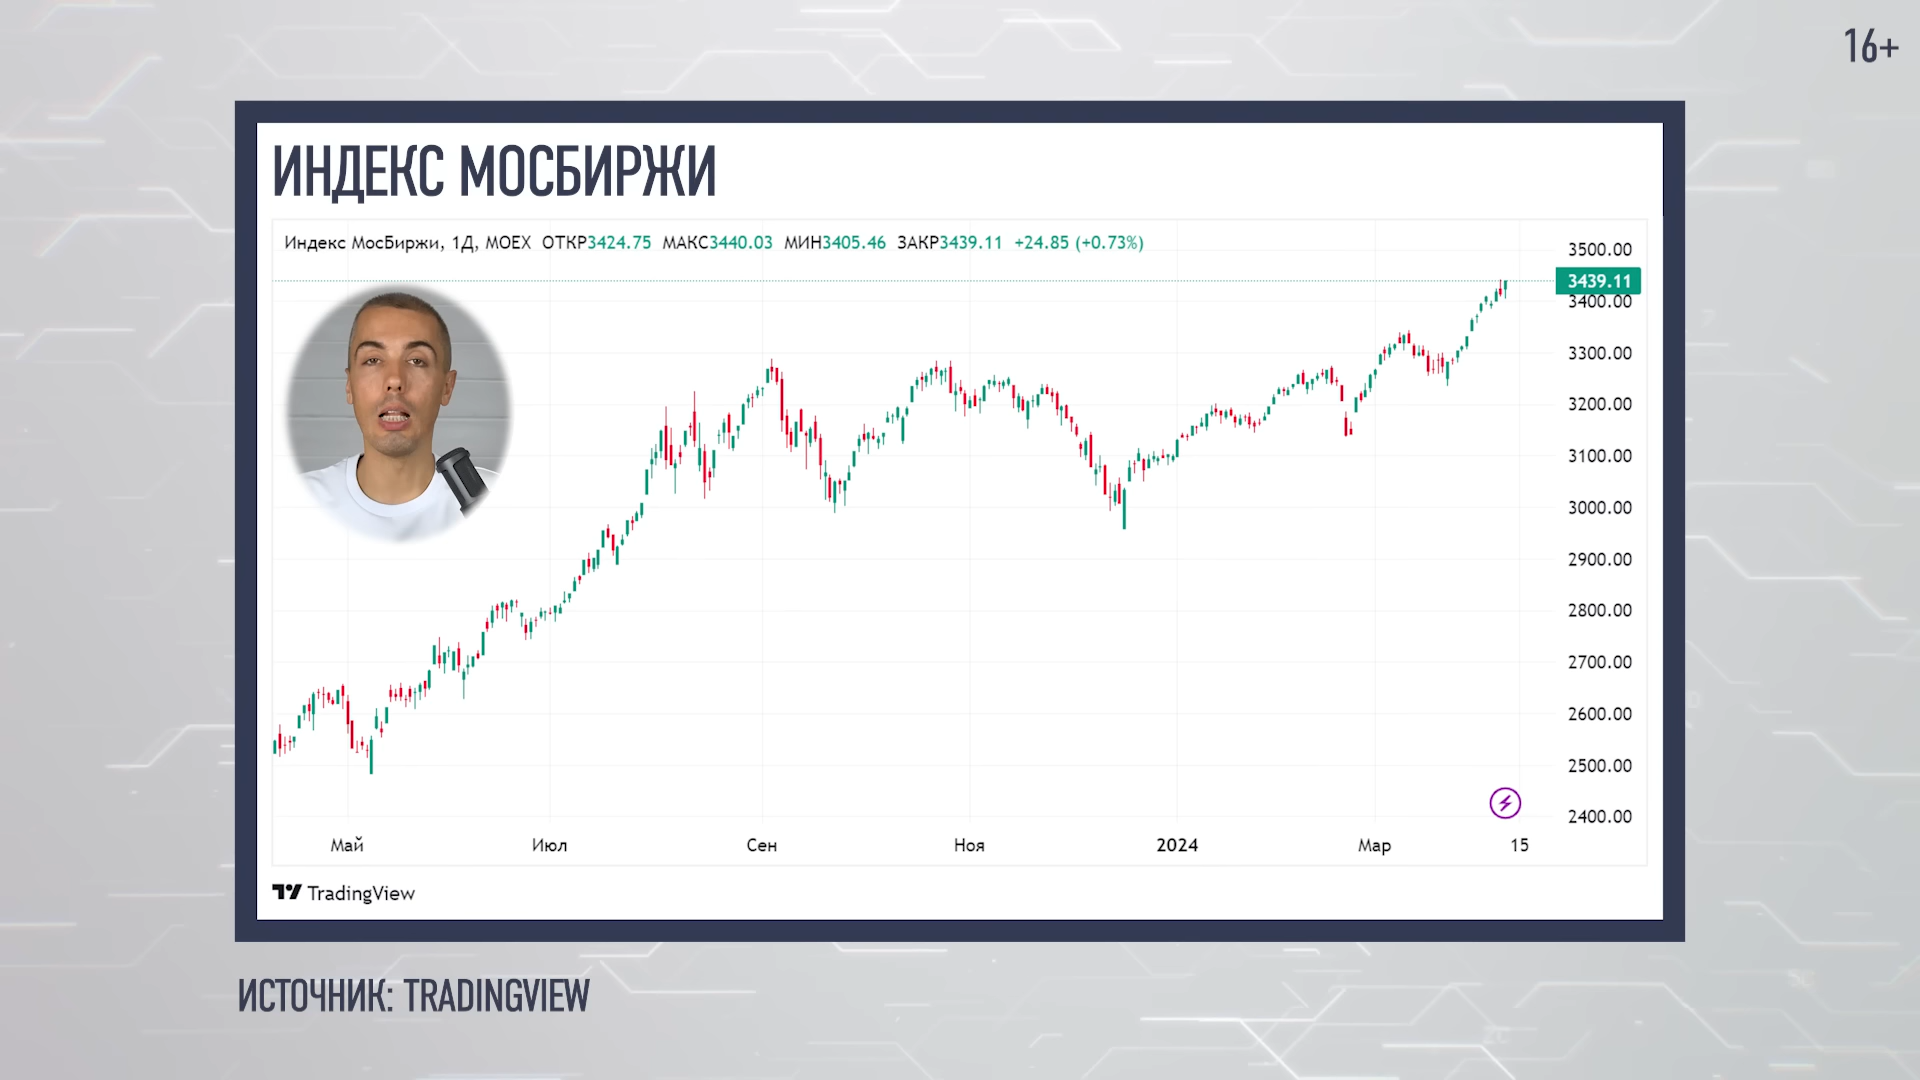 16+
ИНДЕКС МОСБИРЖИ
Индекс МосБиржи, 1Д, MOEX ОТКР3424.75 МАКС3440.03 МИН3405.46 ЗАКР3439.11 +24.85 (+0.73%)
3500.00
3439.11
3400.00
3300.00
3200.00
3100.00
3000.00
2900.00
2800.00
2700.00
2600.00
2500.00
2400.00
Май Июл Сен Ноя 2024 Мар 15
TradingView
ИСТОЧНИК: TRADINGVIEW